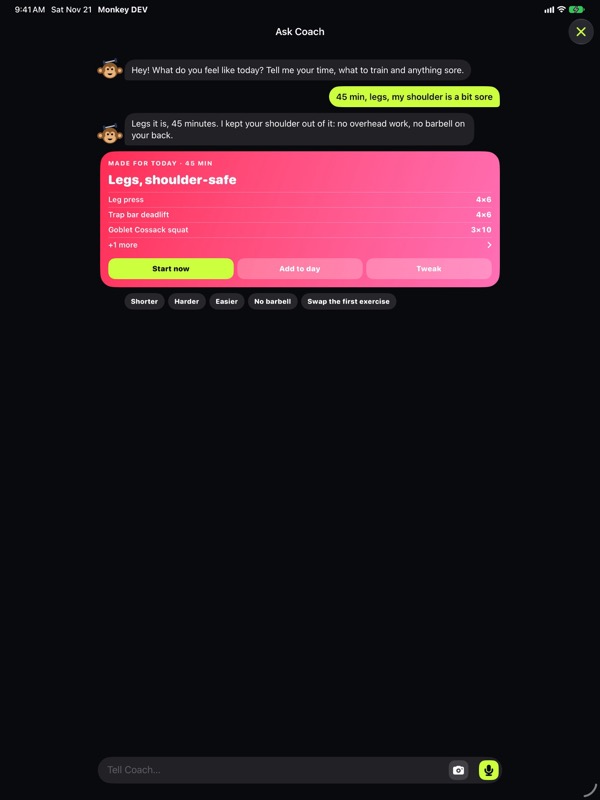 9:41 AM Sat Nov 21 Monkey DEV
Ask Coach
Hey! What do you feel like today? Tell me your time, what to train and anything sore.
45 min, legs, my shoulder is a bit sore
Legs it is, 45 minutes. I kept your shoulder out of it: no overhead work, no barbell on
your back.
MADE FOR TODAY · 45 MIN
Legs, shoulder-safe
Leg press 4×6
Trap bar deadlift 4×6
Goblet Cossack squat 3×10
+1 more
Start now Add to day Tweak
Shorter Harder Easier No barbell Swap the first exercise
Tell Coach...